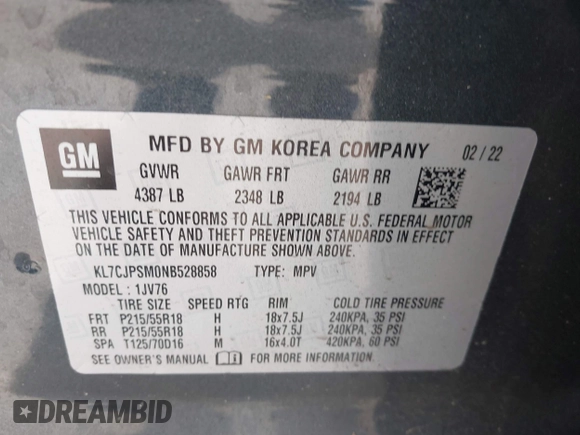 GM
MFD BY GM KOREA COMPANY 02 / 22
GVWR GAWR FRT GAWR RR
4387 LB 2348 LB 2194 LB
THIS VEHICLE CONFORMS TO ALL APPLICABLE U.S. FEDERAL MOTOR
VEHICLE SAFETY AND THEFT PREVENTION STANDARDS IN EFFECT
ON THE DATE OF MANUFACTURE SHOWN ABOVE.
KL7CJPSM0NB528858 TYPE: MPV
MODEL : 1JV76
TIRE SIZE SPEED RTG RIM COLD TIRE PRESSURE
FRT P215/55R18 H 18x7.5J 240KPA, 35 PSI
RR P215/55R18 H 18x7.5J 240KPA, 35 PSI
SPA T125/70D16 M 16x4.0T 420KPA, 60 PSI
SEE OWNER'S MANUAL FOR MORE INFORMATION
DREAMBID